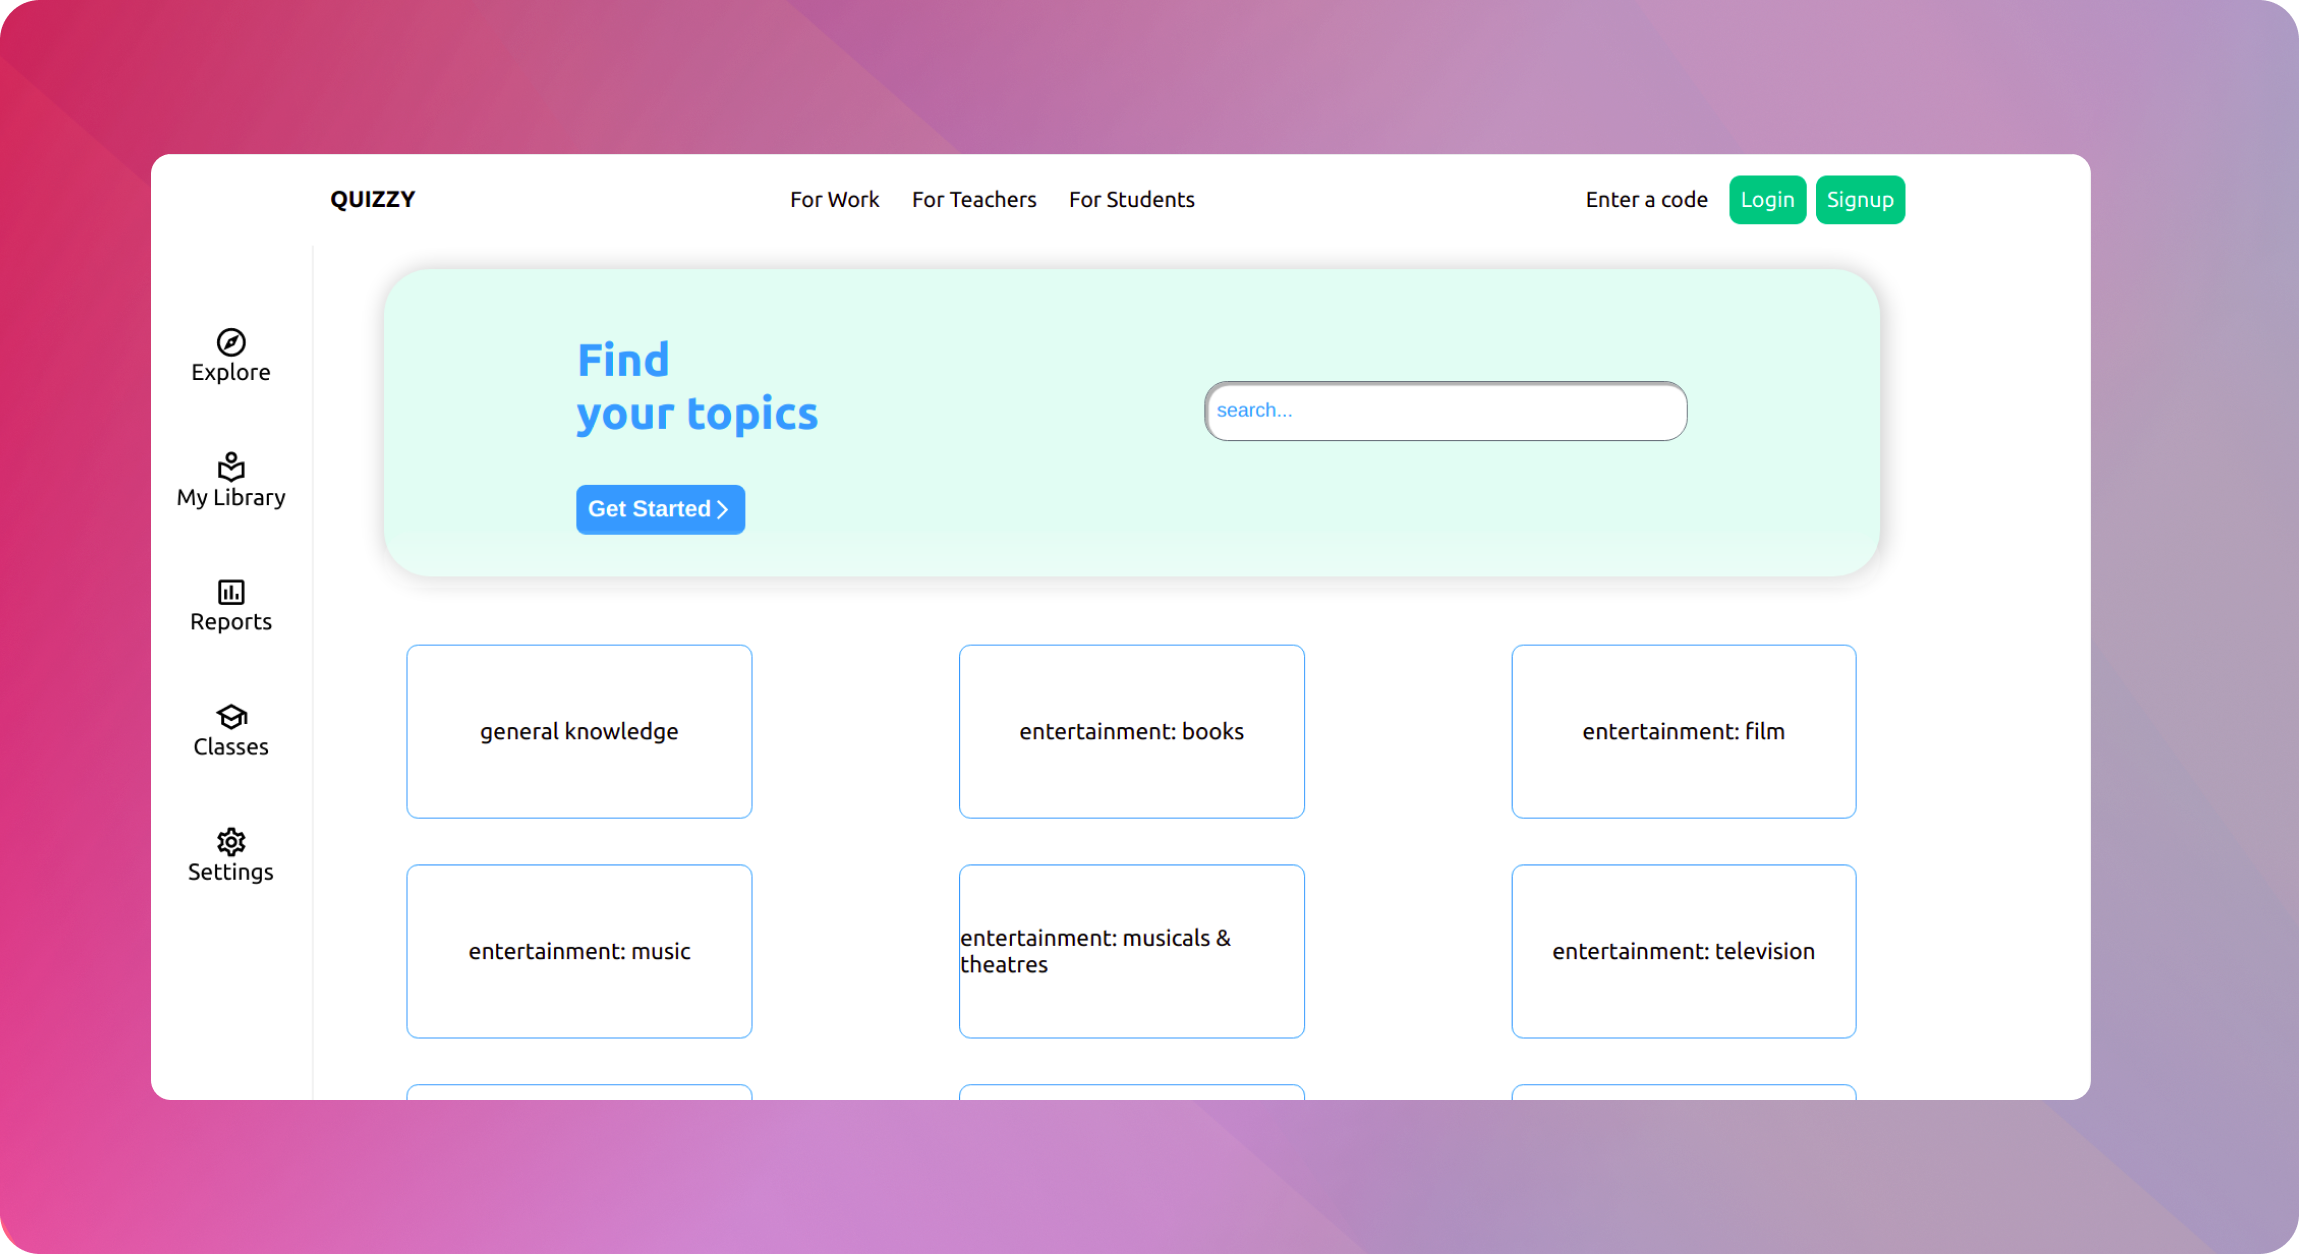 QUIZZY
For Work
For Teachers
For Students
Enter a code
Login
Signup
Explore
My Library
Reports
Classes
Settings
Find
your topics
search...
Get Started
general knowledge
entertainment: books
entertainment: film
entertainment: music
entertainment: musicals &
theatres
entertainment: television